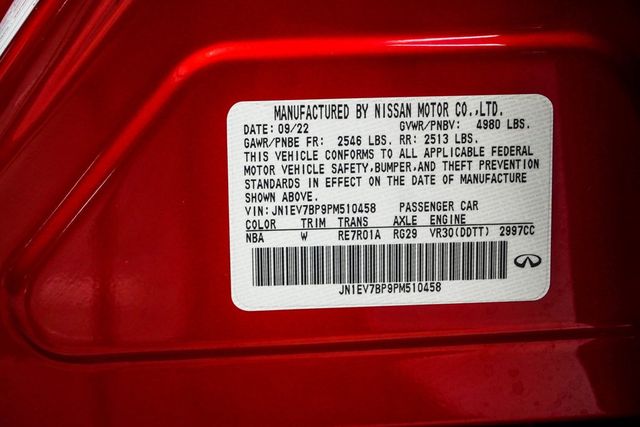 MANUFACTURED BY NISSAN MOTOR CO.,LTD.
DATE: 09/22 GVWR/PNBV: 4980 LBS.
GAWR/PNBE FR: 2546 LBS. RR: 2513 LBS.
THIS VEHICLE CONFORMS TO ALL APPLICABLE FEDERAL
MOTOR VEHICLE SAFETY,BUMPER,AND THEFT PREVENTION
STANDARDS IN EFFECT ON THE DATE OF MANUFACTURE
SHOWN ABOVE.
VIN: JN1EV7BP9PM510458 PASSENGER CAR
COLOR TRIM TRANS AXLE ENGINE
NBA W RE7R01A RG29 VR30(DDTT) 2997CC
JN1EV7BP9PM510458